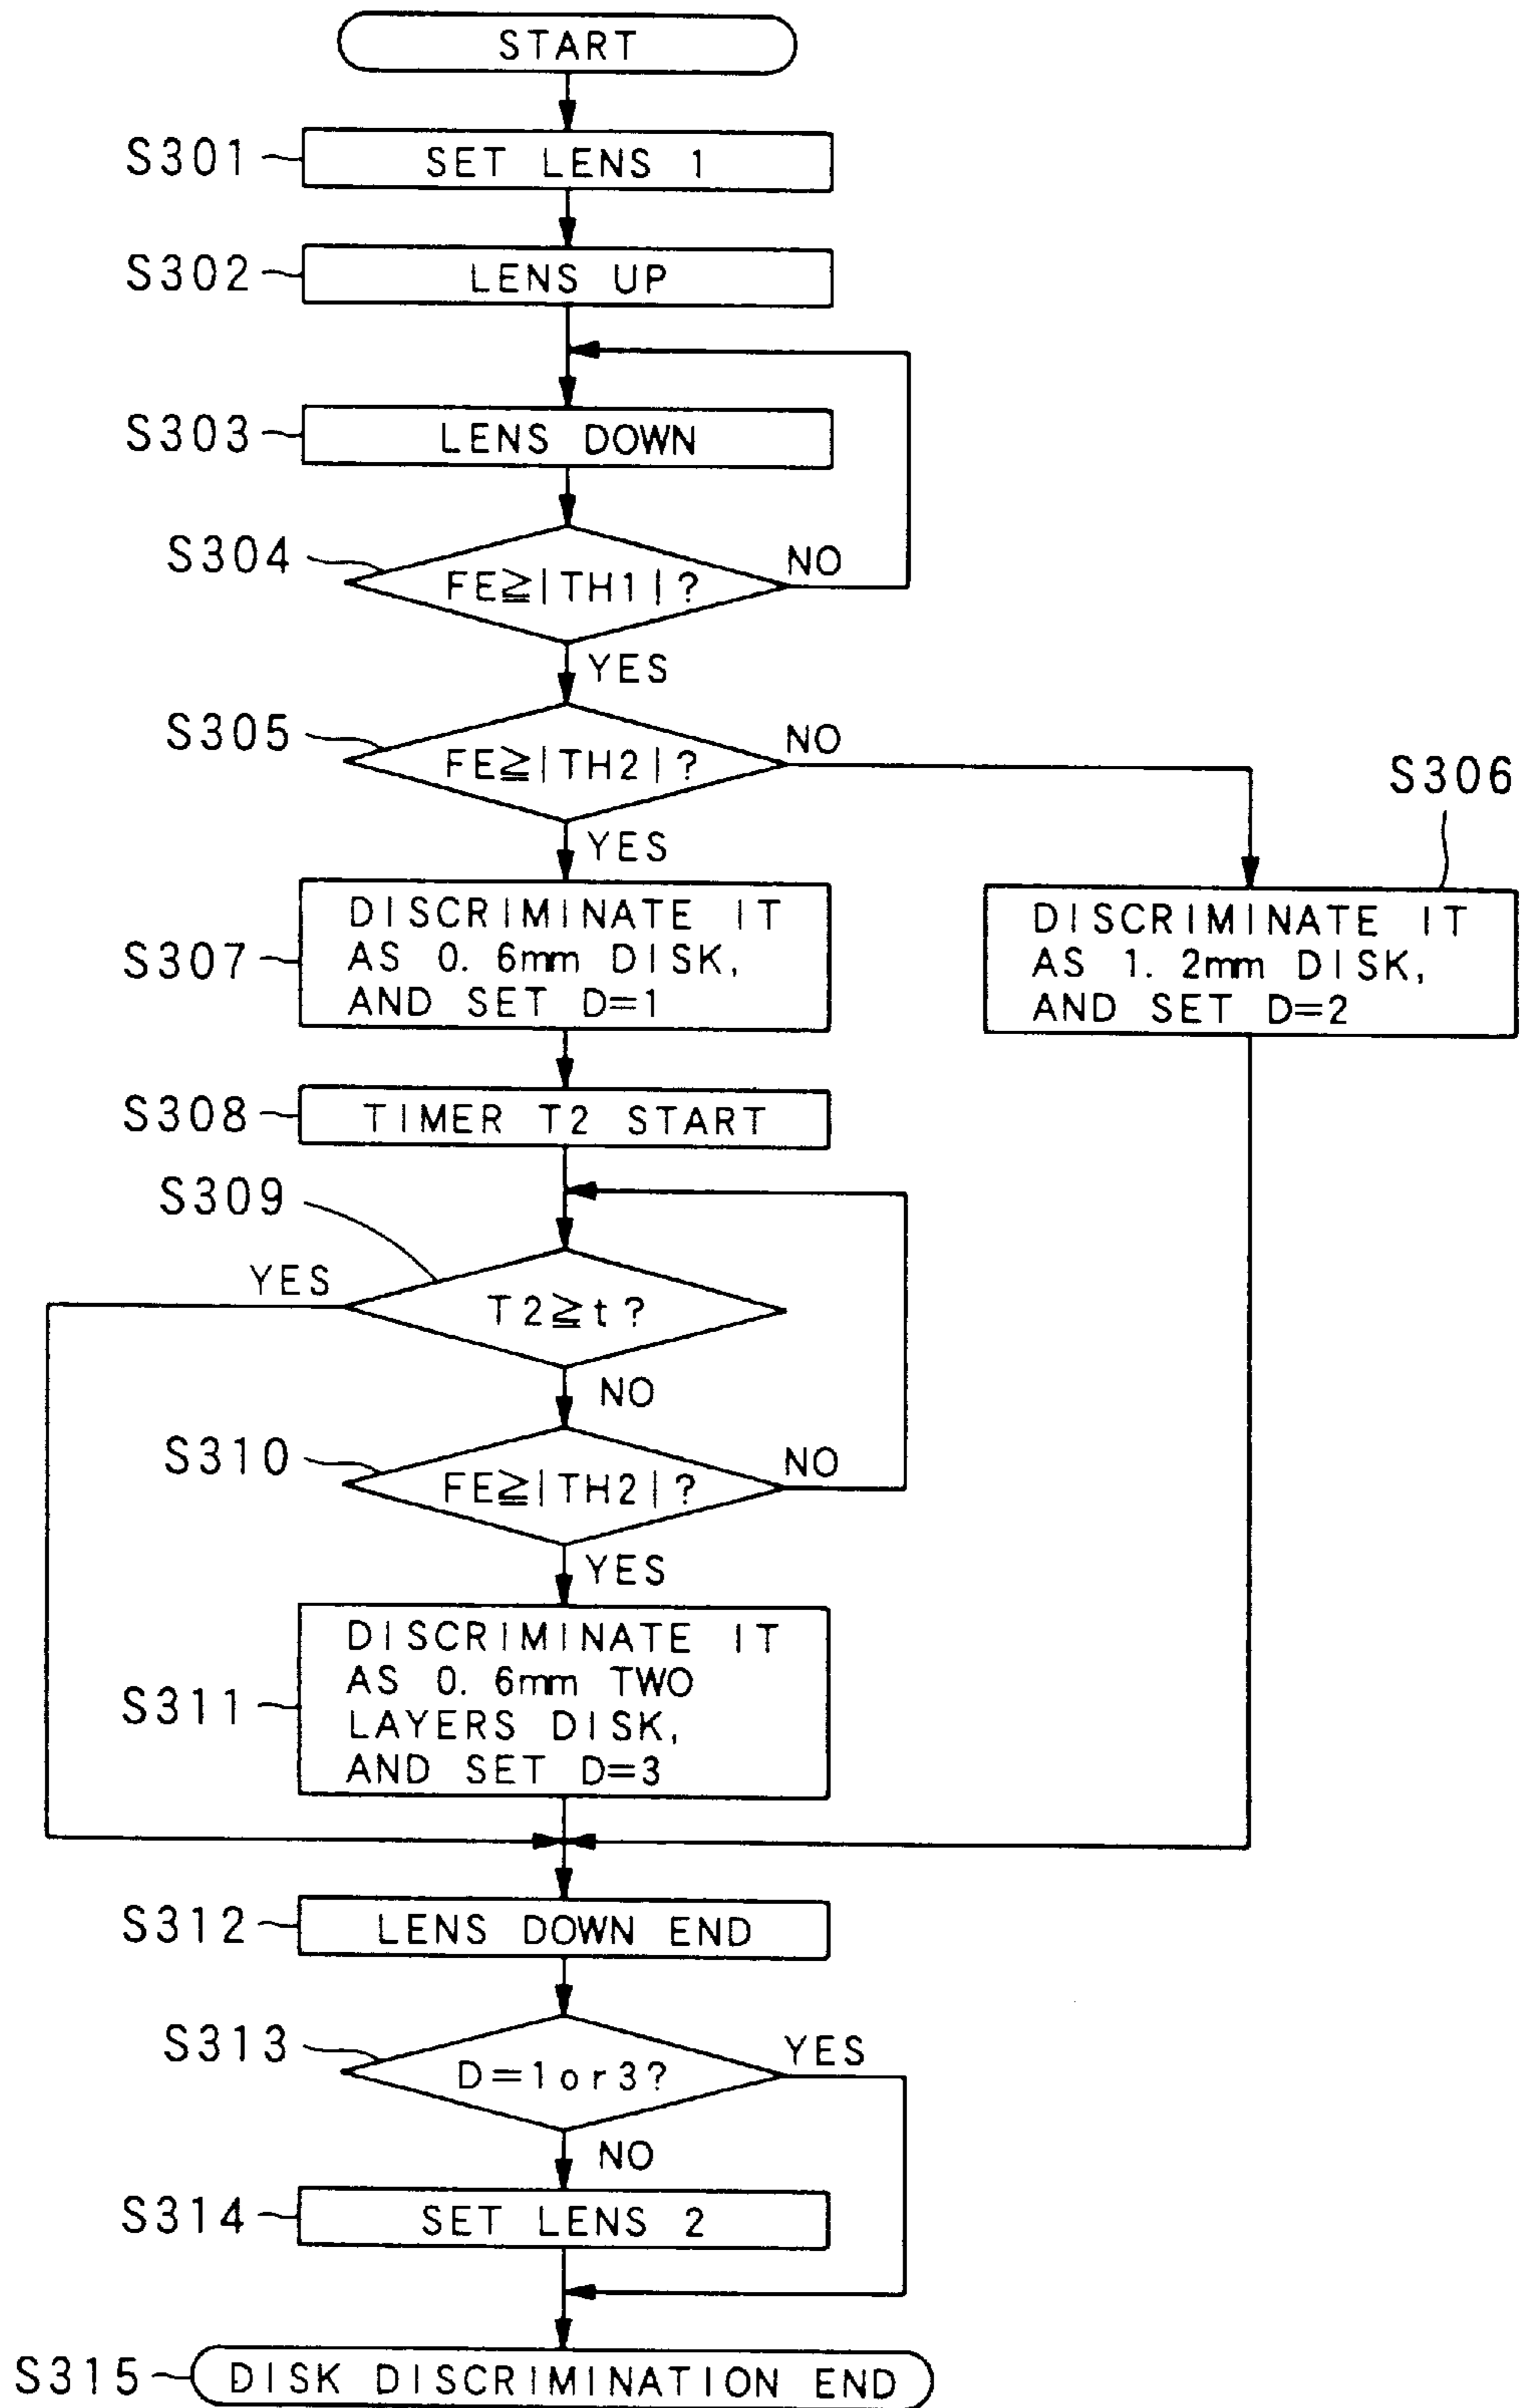 START
S301
SET LENS 1
S302
LENS UP
S303
LENS DOWN
S304
FE≧|TH1|?
NO
YES
S305
FE≧|TH2|?
NO
YES
S306
DISCRIMINATE IT
AS 1.2mm DISK,
AND SET D=2
S307
DISCRIMINATE IT
AS 0.6mm DISK,
AND SET D=1
S308
TIMER T2 START
S309
YES
T2≧t?
NO
S310
FE≧|TH2|?
NO
YES
S311
DISCRIMINATE IT
AS 0.6mm TWO
LAYERS DISK,
AND SET D=3
S312
LENS DOWN END
S313
D=1or3?
YES
NO
S314
SET LENS 2
S315
DISK DISCRIMINATION END